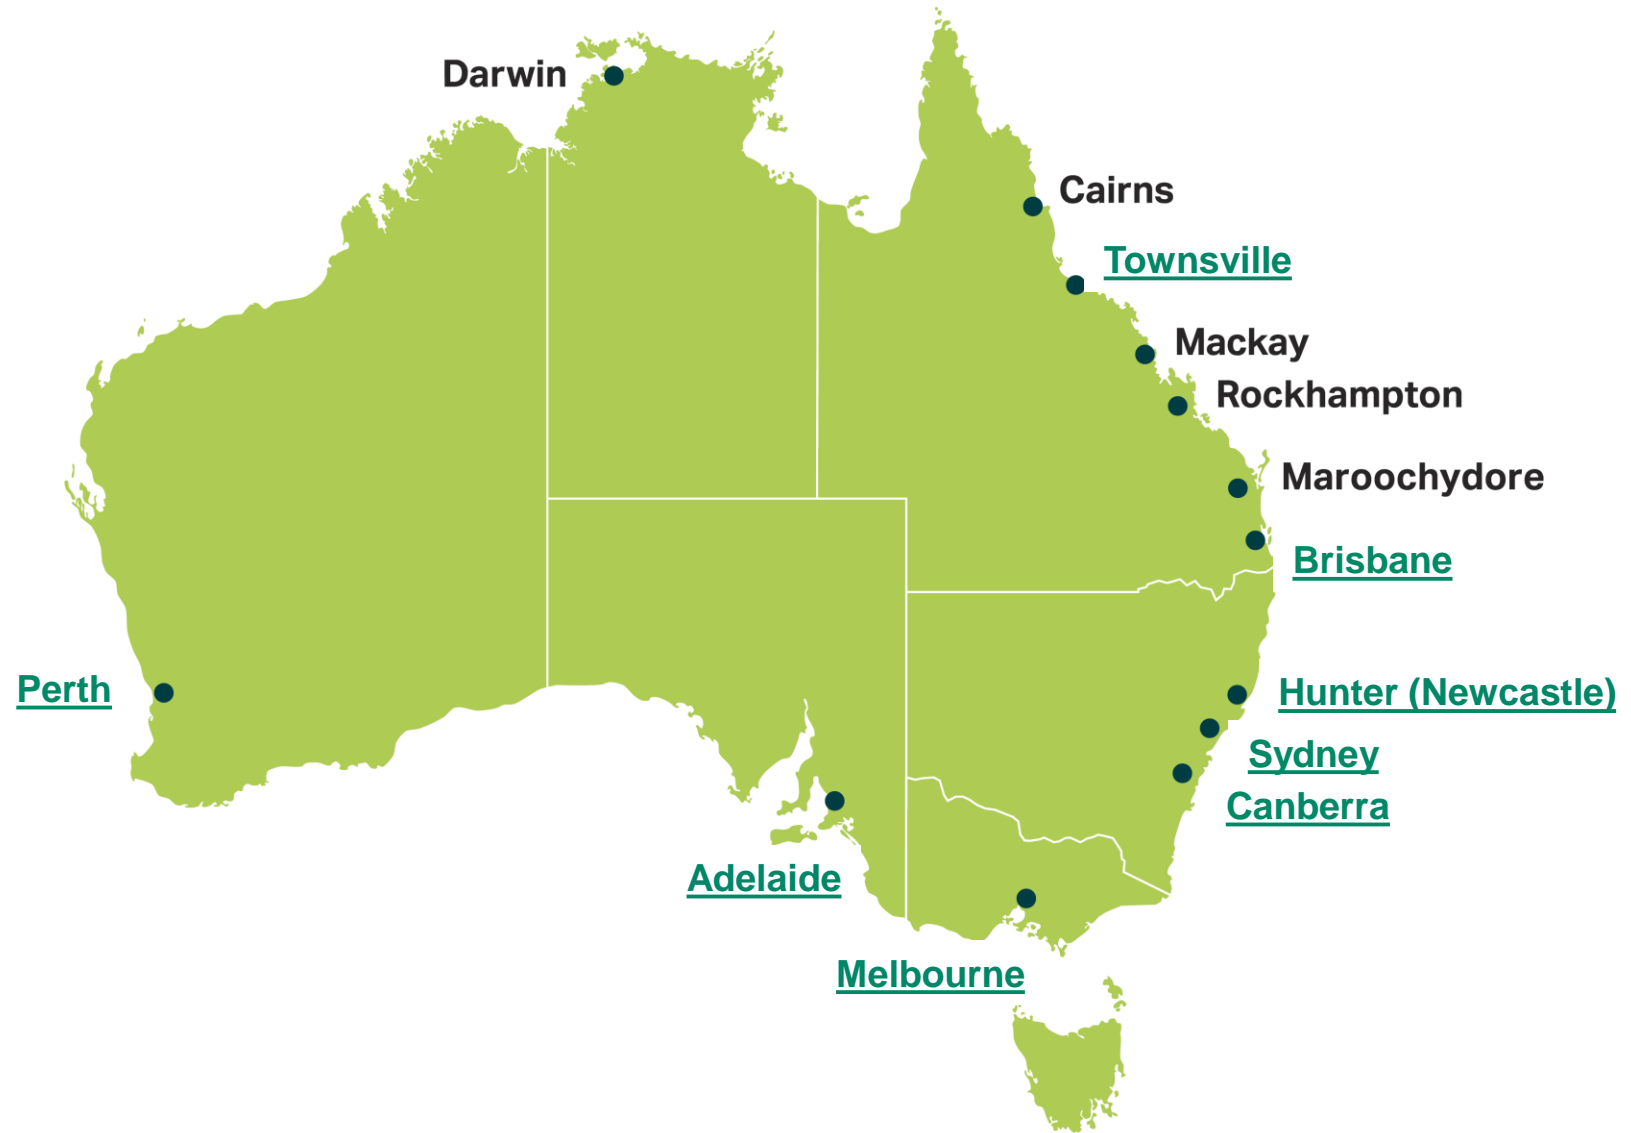 Darwin
Cairns
Townsville
Mackay
Rockhampton
Maroochydore
Brisbane
Perth
Hunter (Newcastle)
Sydney
Canberra
Adelaide
Melbourne